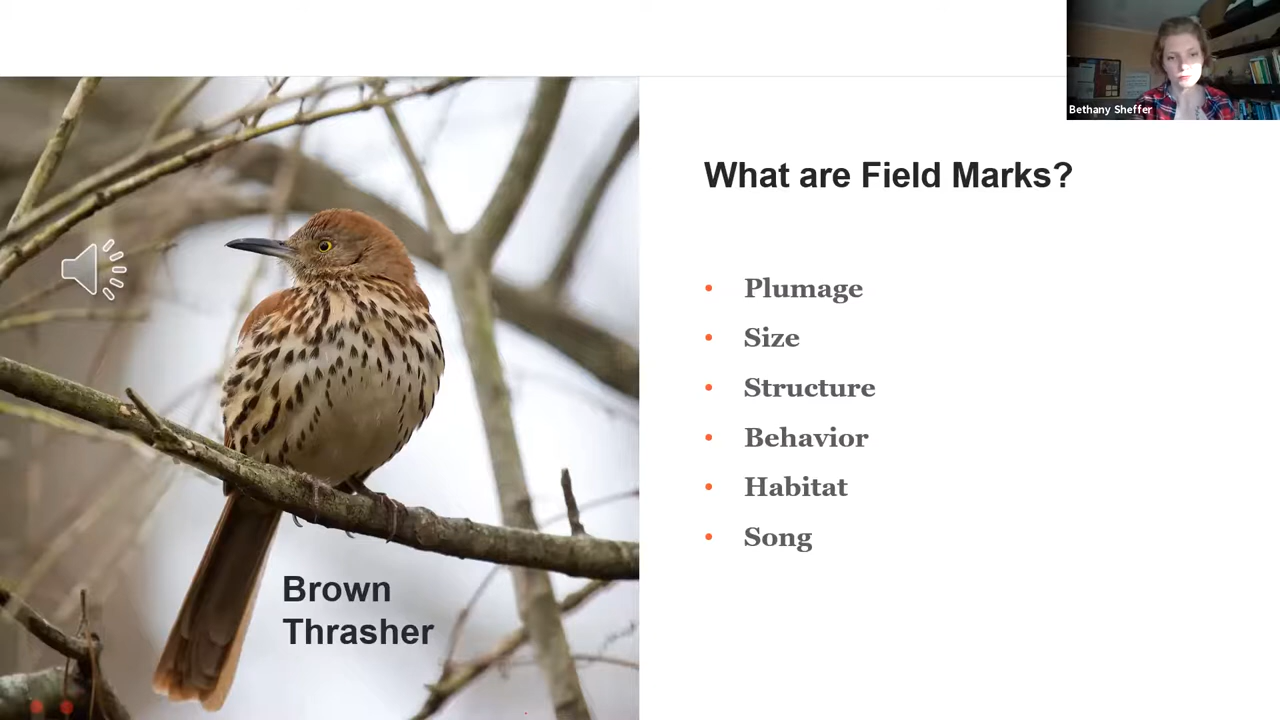 Bethany Sheffer
What are Field Marks?
• Plumage
• Size
• Structure
• Behavior
• Habitat
• Song
Brown
Thrasher